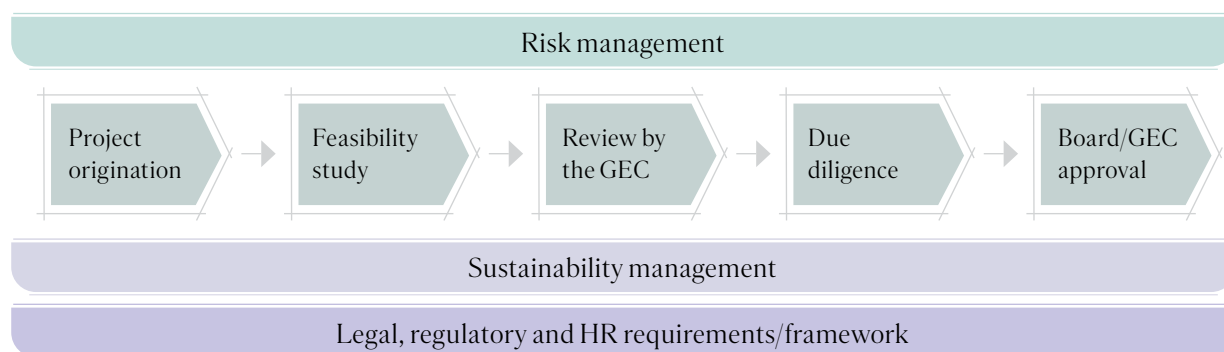 Risk management
Project
origination
Feasibility
study
Review by
the GEC
Due
diligence
Board/GEC
approval
Sustainability management
Legal, regulatory and HR requirements/framework